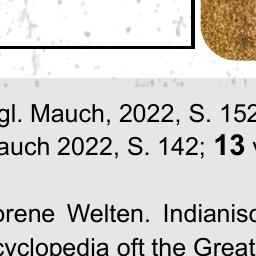 gl. Mauch, 2022, S. 152
auch 2022, S. 142; 13
orene Welten. Indianisc
cyclopedia oft the Great